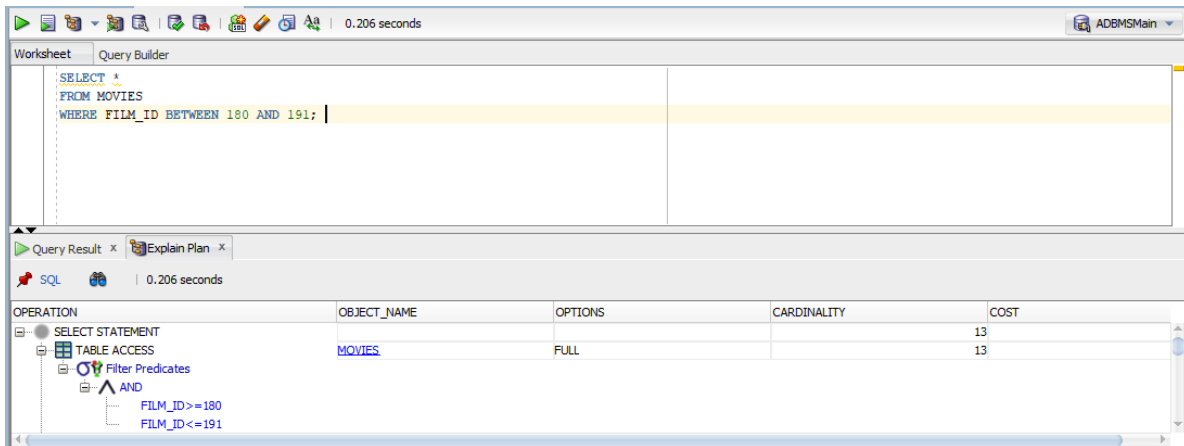 0.206 seconds
ADBMSMain
Worksheet Query Builder
SELECT *
FROM MOVIES
WHERE FILM_ID BETWEEN 180 AND 191;
Query Result x Explain Plan x
SQL 0.206 seconds
OPERATION OBJECT_NAME OPTIONS CARDINALITY COST
SELECT STATEMENT 13
TABLE ACCESS MOVIES FULL 13
Filter Predicates
AND
FILM_ID>=180
FILM_ID<=191